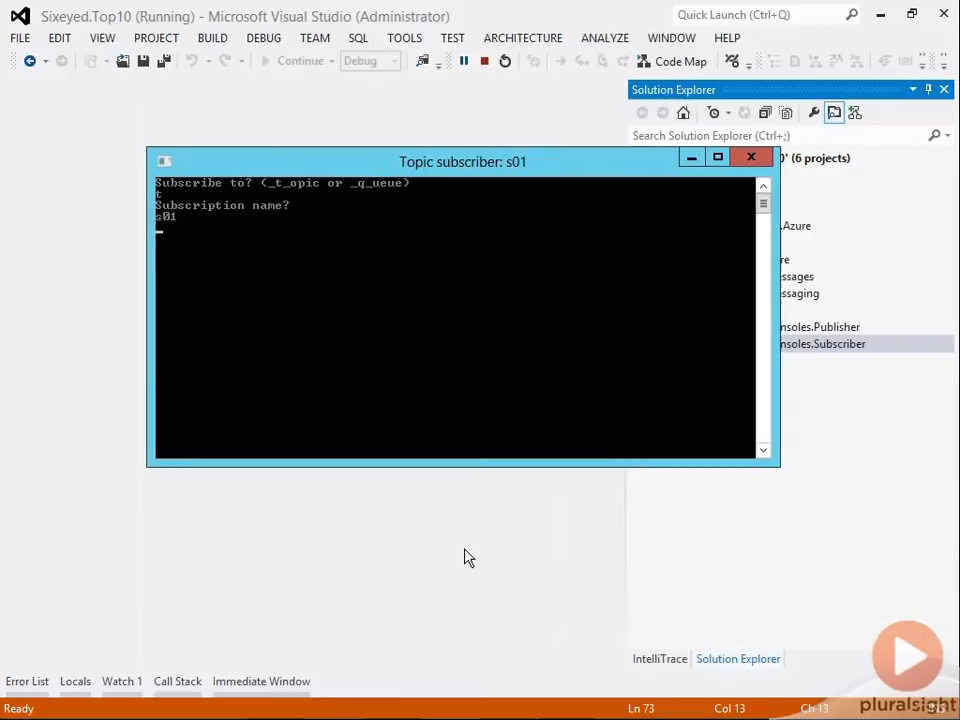 Sixeyed.Top10 (Running) - Microsoft Visual Studio (Administrator)
Quick Launch (Ctrl+Q)
FILE EDIT VIEW PROJECT BUILD DEBUG TEAM SQL TOOLS TEST ARCHITECTURE ANALYZE WINDOW HELP
Continue Debug Code Map
Solution Explorer
Search Solution Explorer (Ctrl+;)
(6 projects)
Topic subscriber: s01
Subscribe to? (_t_opic or _q_ueue)
t
Subscription name?
s01
.Azure
re
ssages
ssaging
nsoles.Publisher
nsoles.Subscriber
IntelliTrace Solution Explorer
Error List Locals Watch 1 Call Stack Immediate Window
Ready Ln 73 Col 13 Ch 13
pluralsight